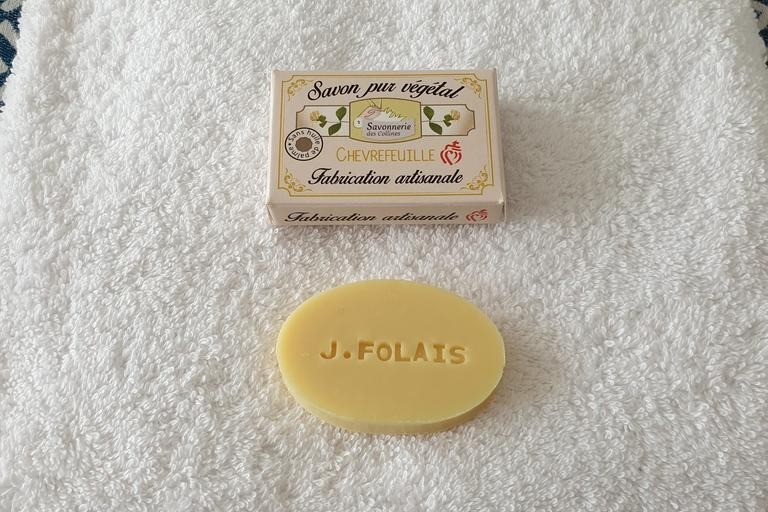 Savon pur végétal
Savonnerie
des Collines
Sans huile de palme
CHEVREFEUILLE
Fabrication artisanale
Fabrication artisanale
J.FOLAIS